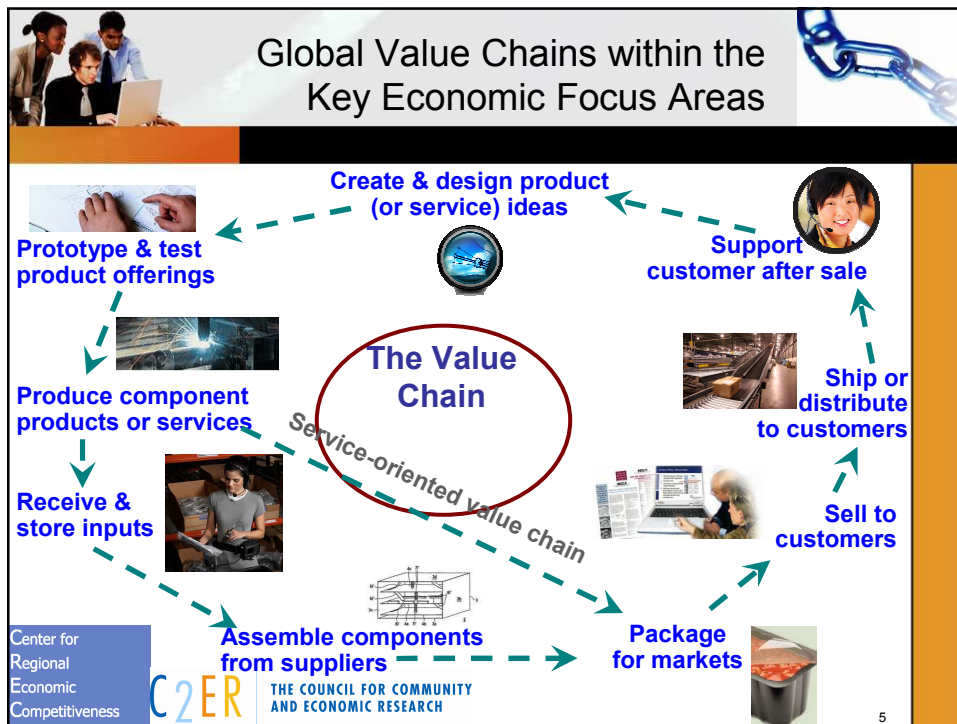 Global Value Chains within the
Key Economic Focus Areas
Create & design product
(or service) ideas
Prototype & test
product offerings
Support
customer after sale
The Value
Chain
Produce component
products or services
Ship or
distribute
to customers
Service-oriented value chain
Receive &
store inputs
Sell to
customers
Assemble components
from suppliers
Package
for markets
Center for
Regional
Economic
Competitiveness
C2ER
THE COUNCIL FOR COMMUNITY
AND ECONOMIC RESEARCH
5